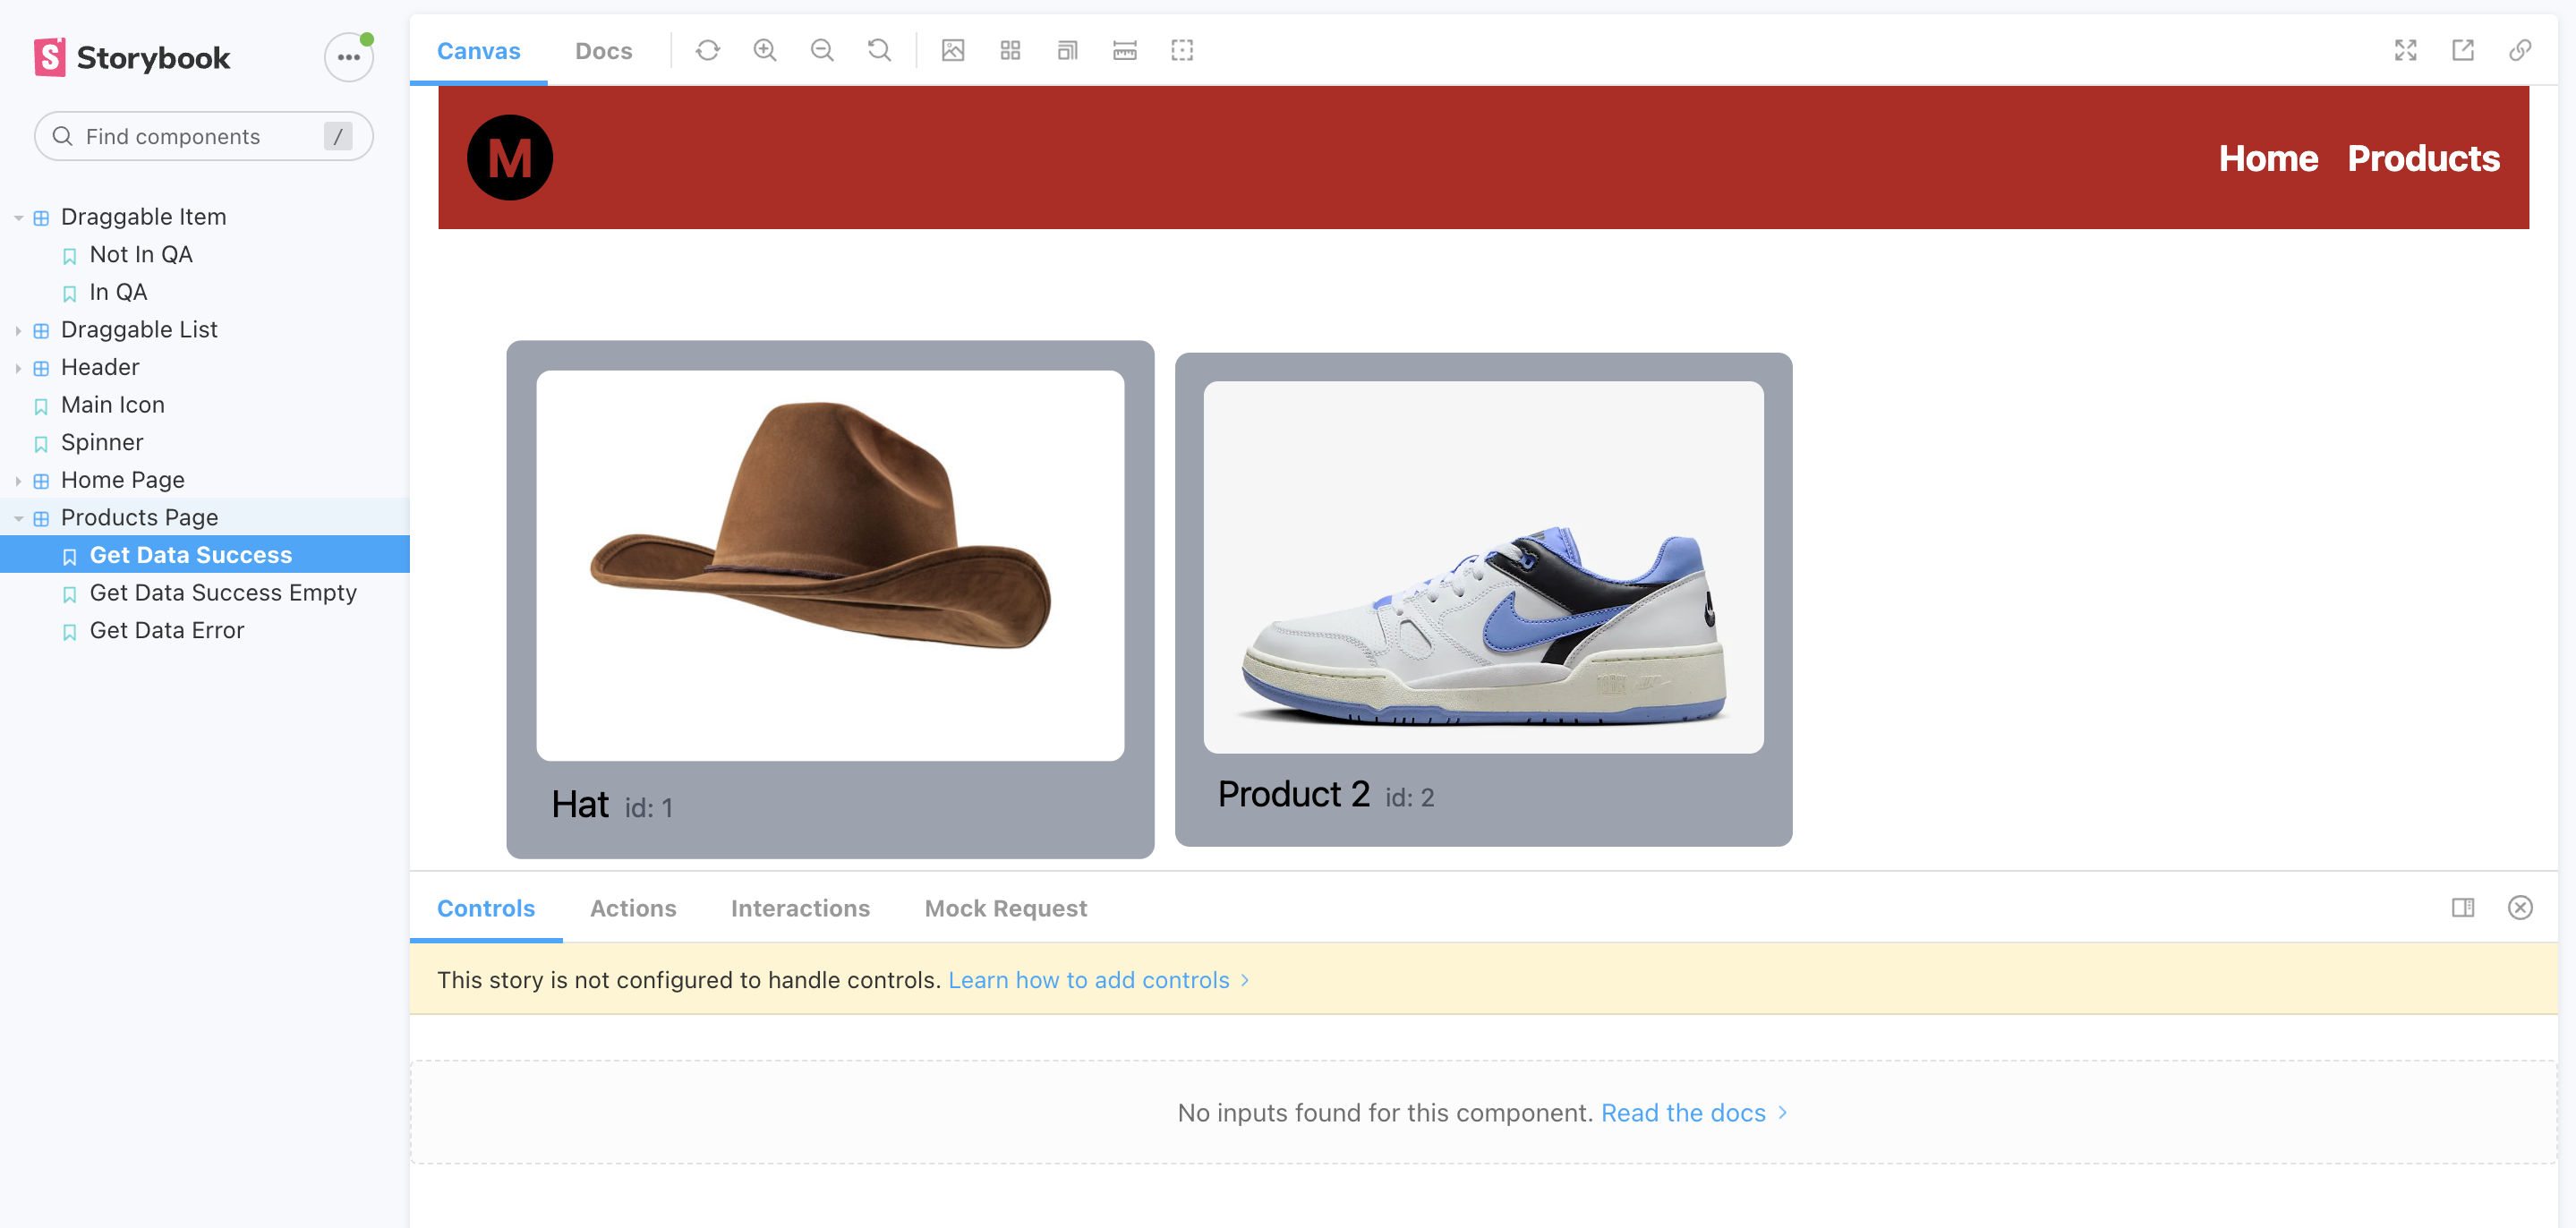 Storybook
Find components /
Draggable Item
Not In QA
In QA
Draggable List
Header
Main Icon
Spinner
Home Page
Products Page
Get Data Success
Get Data Success Empty
Get Data Error
Canvas Docs
M Home Products
Hat id: 1
Product 2 id: 2
Controls Actions Interactions Mock Request
This story is not configured to handle controls. Learn how to add controls
No inputs found for this component. Read the docs